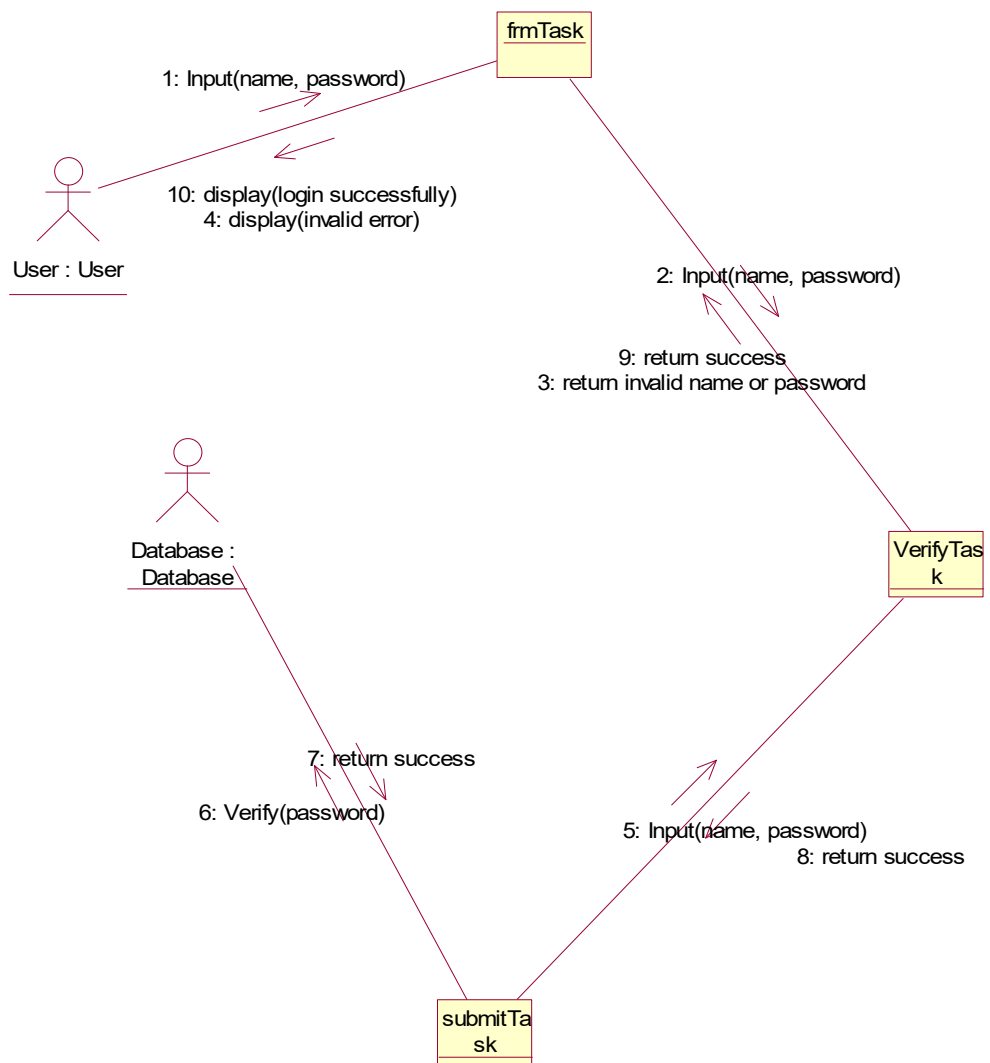 frmTask
1: Input(name, password)
10: display(login successfully)
4: display(invalid error)
User : User
2: Input(name, password)
9: return success
3: return invalid name or password
Database :
Database
VerifyTas
k
7: return success
6: Verify(password)
5: Input(name, password)
8: return success
submitTa
sk